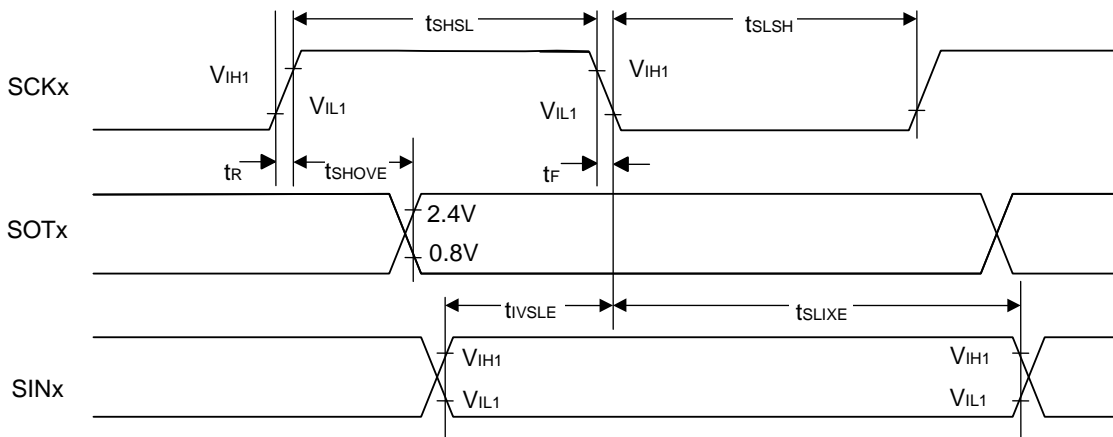 tSHSL tSLSH
SCKx VIH1 VIL1 VIL1 VIH1
tR tSHOVE tF
SOTx 2.4V
0.8V
tIVSLE tSLIXE
SINx VIH1 VIH1
VIL1 VIL1